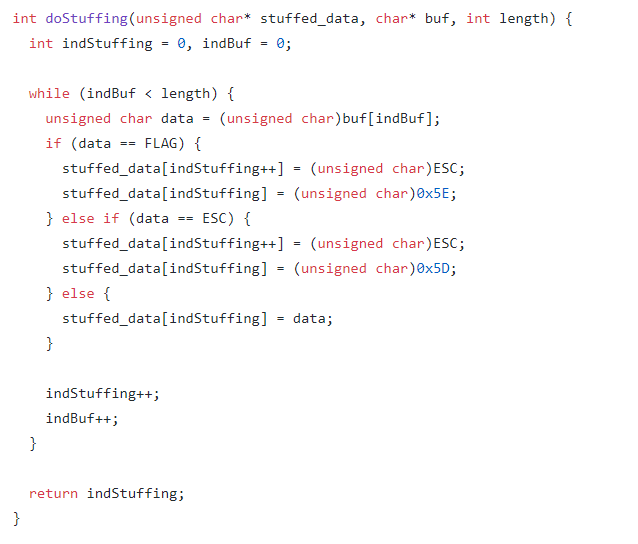 int doStuffing(unsigned char* stuffed_data, char* buf, int length) {
  int indStuffing = 0, indBuf = 0;

  while (indBuf < length) {
    unsigned char data = (unsigned char)buf[indBuf];
    if (data == FLAG) {
      stuffed_data[indStuffing++] = (unsigned char)ESC;
      stuffed_data[indStuffing] = (unsigned char)0x5E;
    } else if (data == ESC) {
      stuffed_data[indStuffing++] = (unsigned char)ESC;
      stuffed_data[indStuffing] = (unsigned char)0x5D;
    } else {
      stuffed_data[indStuffing] = data;
    }

    indStuffing++;
    indBuf++;
  }

  return indStuffing;
}